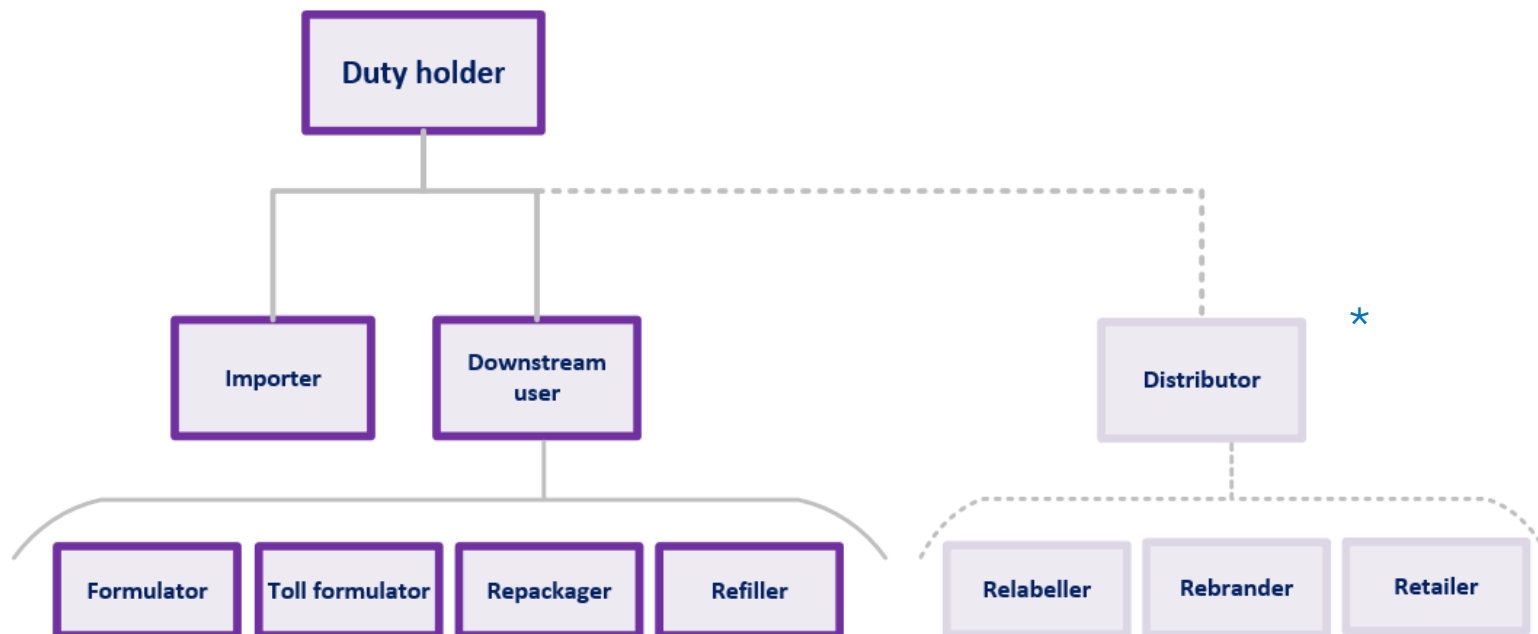 Duty holder
Importer
Downstream
user
Distributor
*
Formulator
Toll formulator
Repackager
Refiller
Relabeller
Rebrander
Retailer